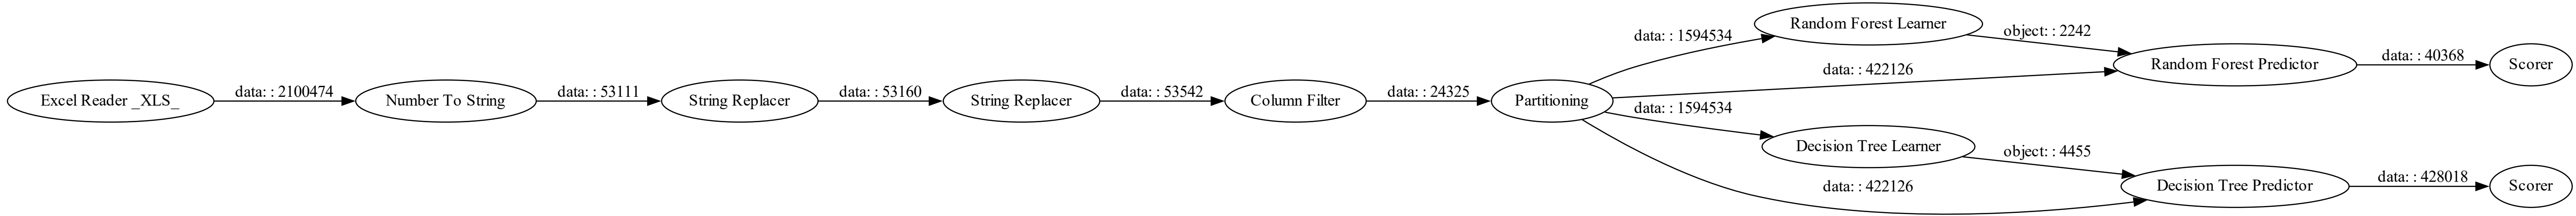 Excel Reader _XLS_
data: : 2100474
Number To String
data: : 53111
String Replacer
data: : 53160
String Replacer
data: : 53542
Column Filter
data: : 24325
Partitioning
data: : 1594534
Random Forest Learner
object: : 2242
data: : 422126
Random Forest Predictor
data: : 40368
Scorer
data: : 1594534
Decision Tree Learner
object: : 4455
data: : 422126
Decision Tree Predictor
data: : 428018
Scorer